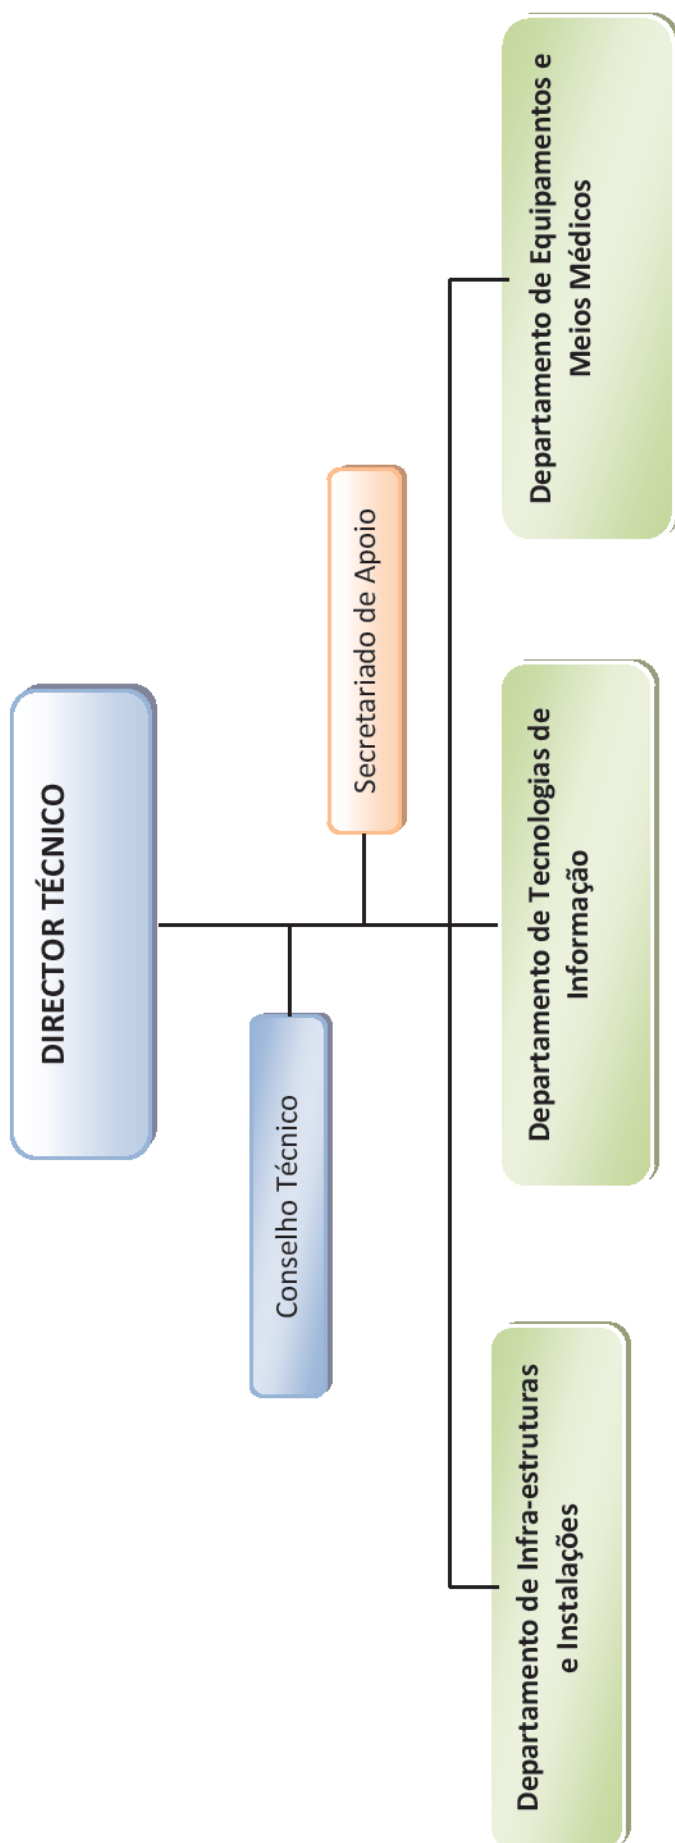 DIRECTOR TÉCNICO
Conselho Técnico
Secretariado de Apoio
Departamento de Infra-estruturas
e Instalações
Departamento de Tecnologias de
Informação
Departamento de Equipamentos e
Meios Médicos